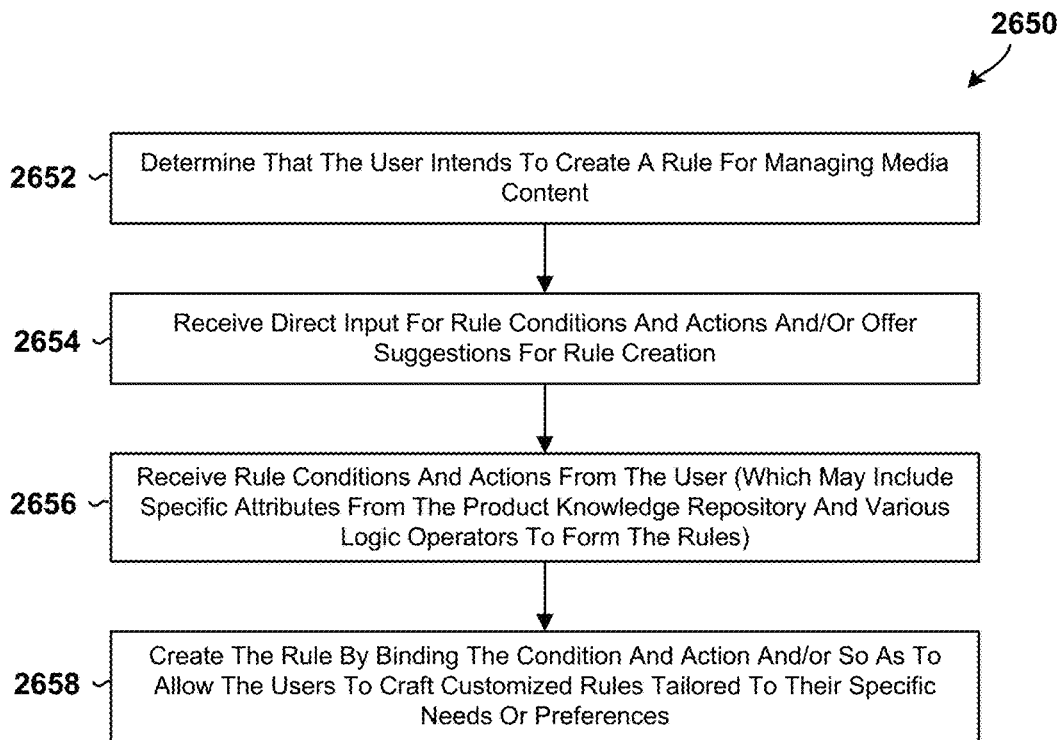 2650
2652
Determine That The User Intends To Create A Rule For Managing Media
Content
2654
Receive Direct Input For Rule Conditions And Actions And/Or Offer
Suggestions For Rule Creation
2656
Receive Rule Conditions And Actions From The User (Which May Include
Specific Attributes From The Product Knowledge Repository And Various
Logic Operators To Form The Rules)
2658
Create The Rule By Binding The Condition And Action And/or So As To
Allow The Users To Craft Customized Rules Tailored To Their Specific
Needs Or Preferences